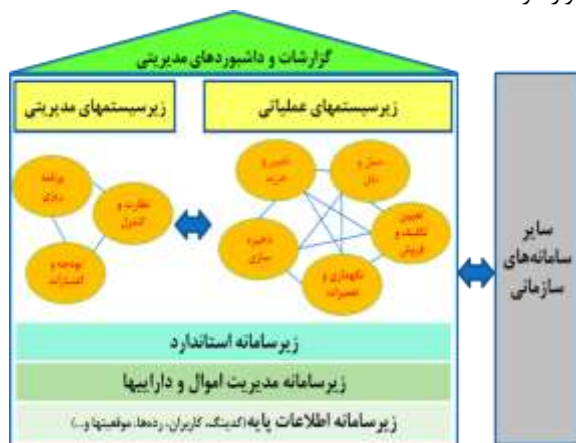 گزارشات و داشبوردهای مدیریتی
زیرسیستمهای عملیاتی
زیرسیستمهای مدیریتی
تامین و
خرید
حمل و
نقل
تعیین
تکلیف و
فروش
نگهداری و
تعمیرات
ذخیره
سازی
برنامه
ریزی
نظارت و
کنترل
بودجه و
اعتبارات
سایر
سامانه‌های
سازمانی
زیرسامانه استاندارد
زیرسامانه مدیریت اموال و داراییها
زیرسامانه اطلاعات پایه(کدینگ، کاربران، رده‌ها، موقعیتها و...)